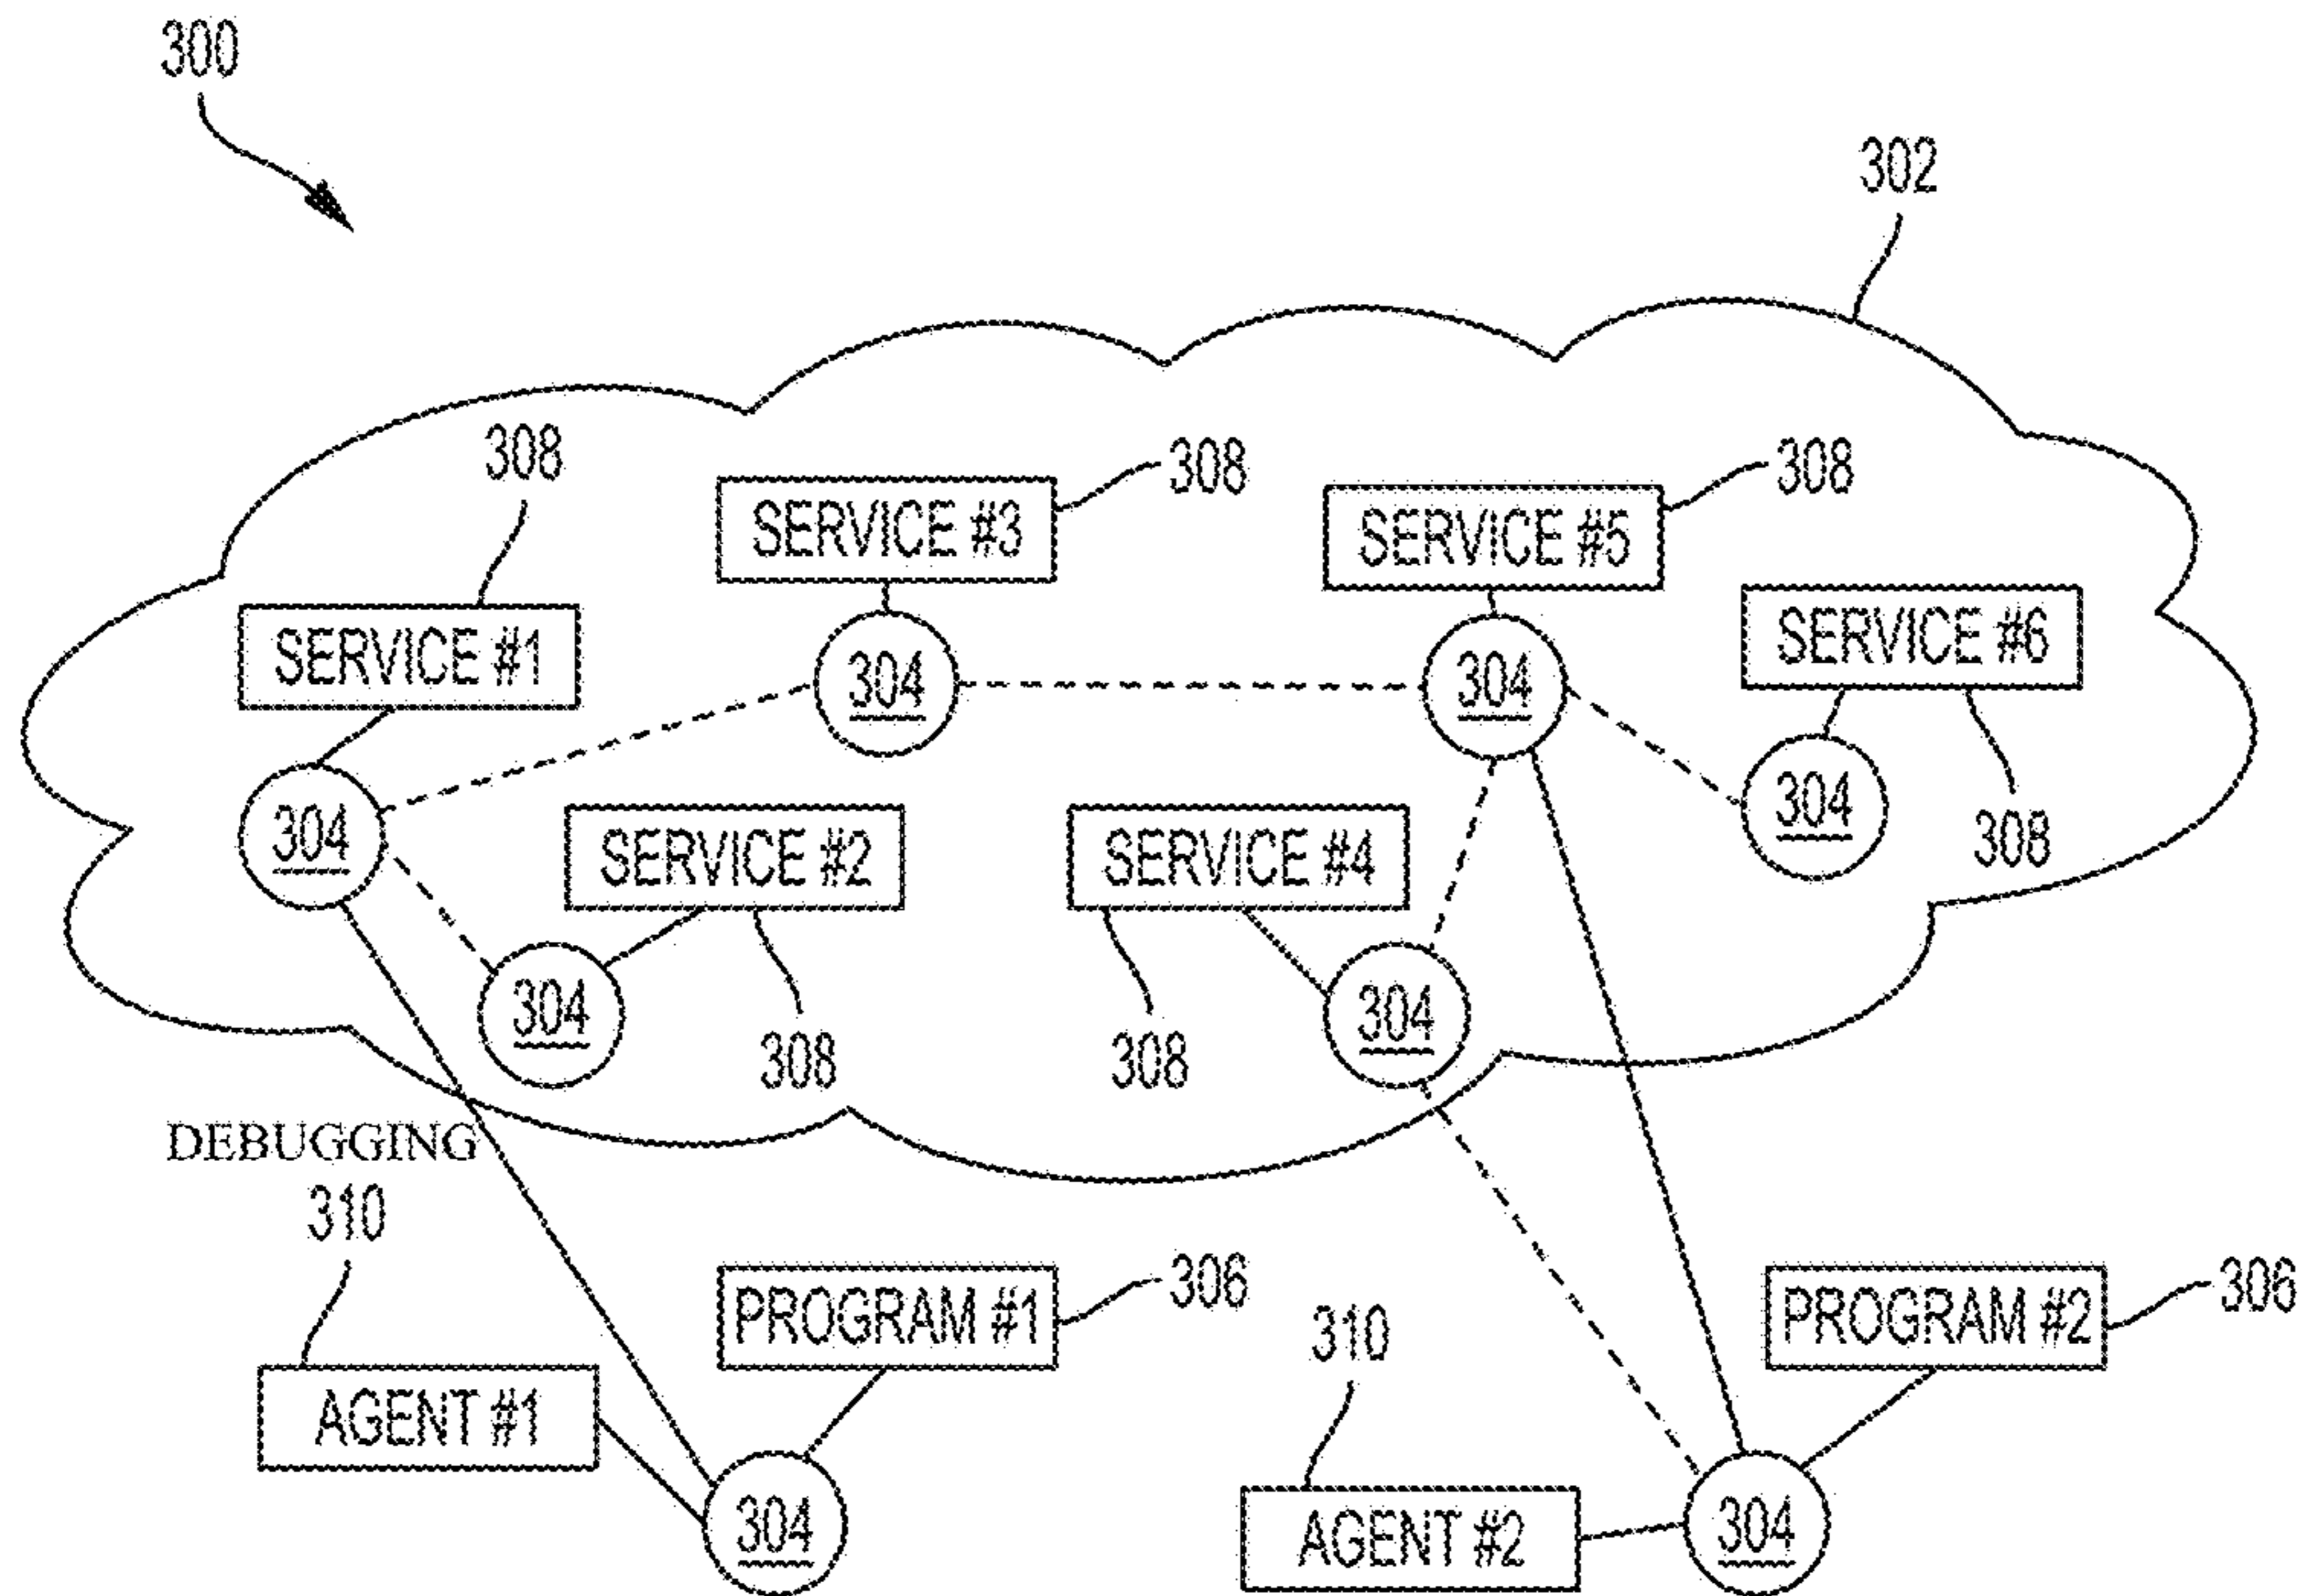 300
302
308
SERVICE #3
308
SERVICE #5
308
SERVICE #1
304
304
SERVICE #6
304
SERVICE #2
SERVICE #4
304
308
304
304
308
308
DEBUGGING
310
PROGRAM #1
306
PROGRAM #2
306
310
AGENT #1
304
AGENT #2
304